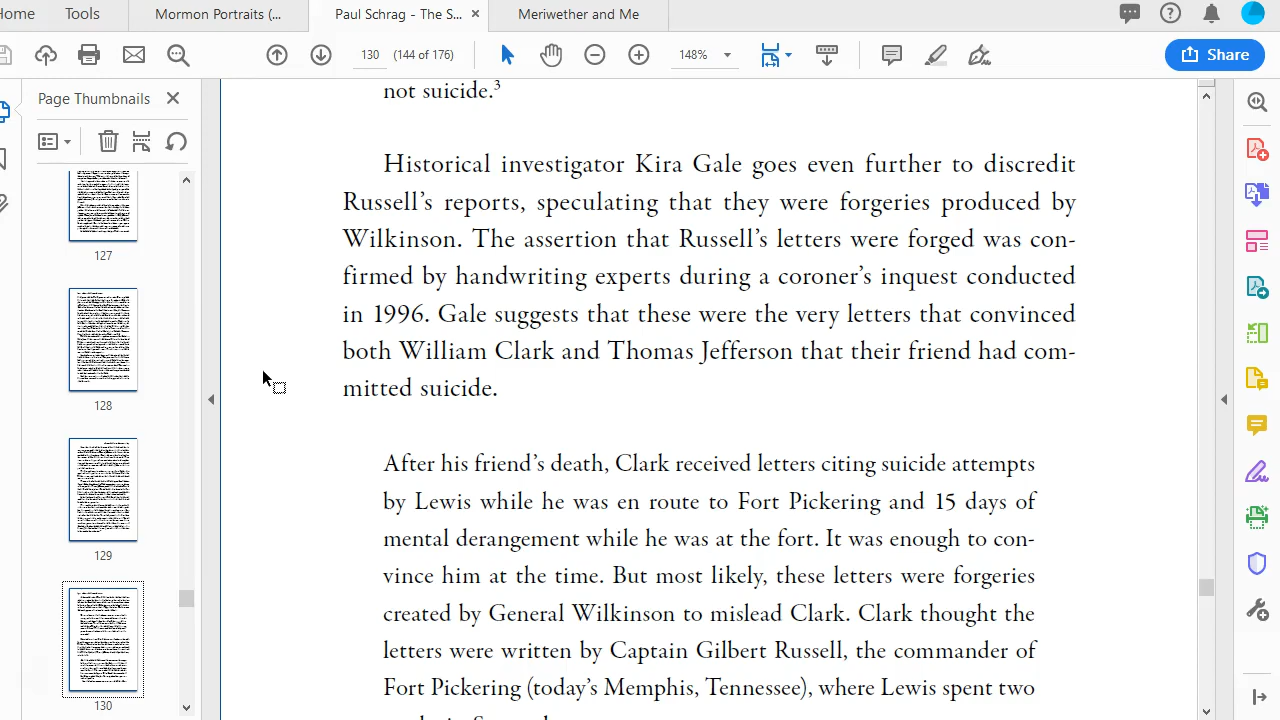 Home Tools Mormon Portraits (... Paul Schrag - The S... × Meriwether and Me
130 (144 of 176) 148% Share
Page Thumbnails
127
128
129
130
not suicide.³
Historical investigator Kira Gale goes even further to discredit
Russell's reports, speculating that they were forgeries produced by
Wilkinson. The assertion that Russell's letters were forged was con-
firmed by handwriting experts during a coroner's inquest conducted
in 1996. Gale suggests that these were the very letters that convinced
both William Clark and Thomas Jefferson that their friend had com-
mitted suicide.
After his friend's death, Clark received letters citing suicide attempts
by Lewis while he was en route to Fort Pickering and 15 days of
mental derangement while he was at the fort. It was enough to con-
vince him at the time. But most likely, these letters were forgeries
created by General Wilkinson to mislead Clark. Clark thought the
letters were written by Captain Gilbert Russell, the commander of
Fort Pickering (today's Memphis, Tennessee), where Lewis spent two